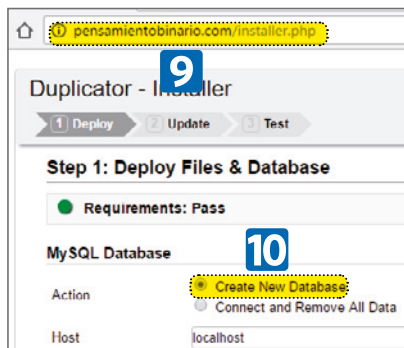 pensamientobinario.com/installer.php
9
Duplicator - Installer
1 Deploy 2 Update 3 Test
Step 1: Deploy Files & Database
Requirements: Pass
10
MySQL Database
Action
Create New Database
Connect and Remove All Data
Host
localhost